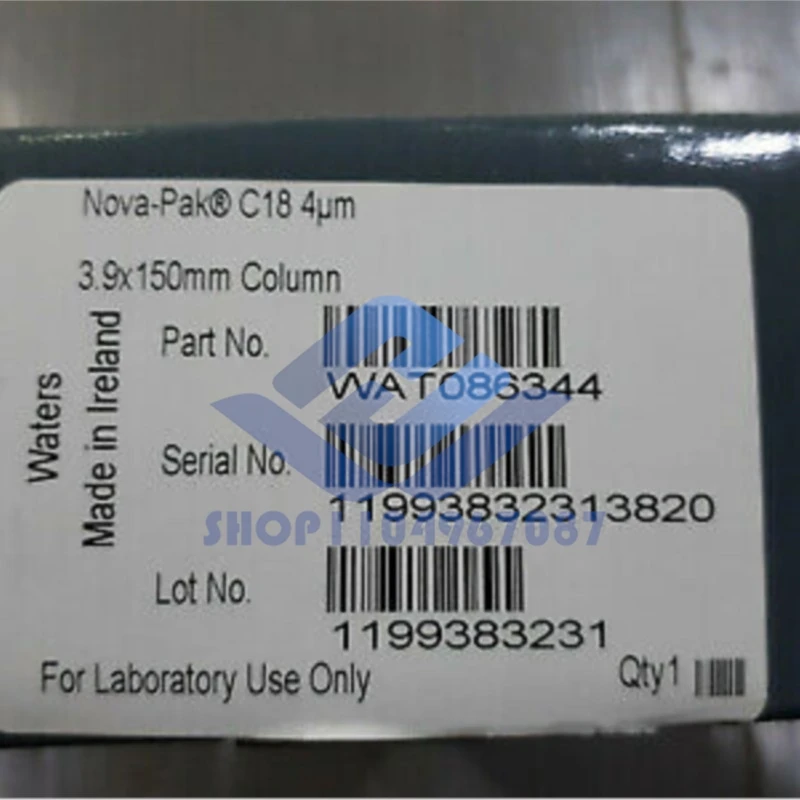 Nova-Pak® C18 4µm
3.9x150mm Column
Waters
Made in Ireland
Part No.
WAT086344
Serial No.
11993832313820
SHOP1104967087
Lot No.
1199383231
For Laboratory Use Only
Qty1